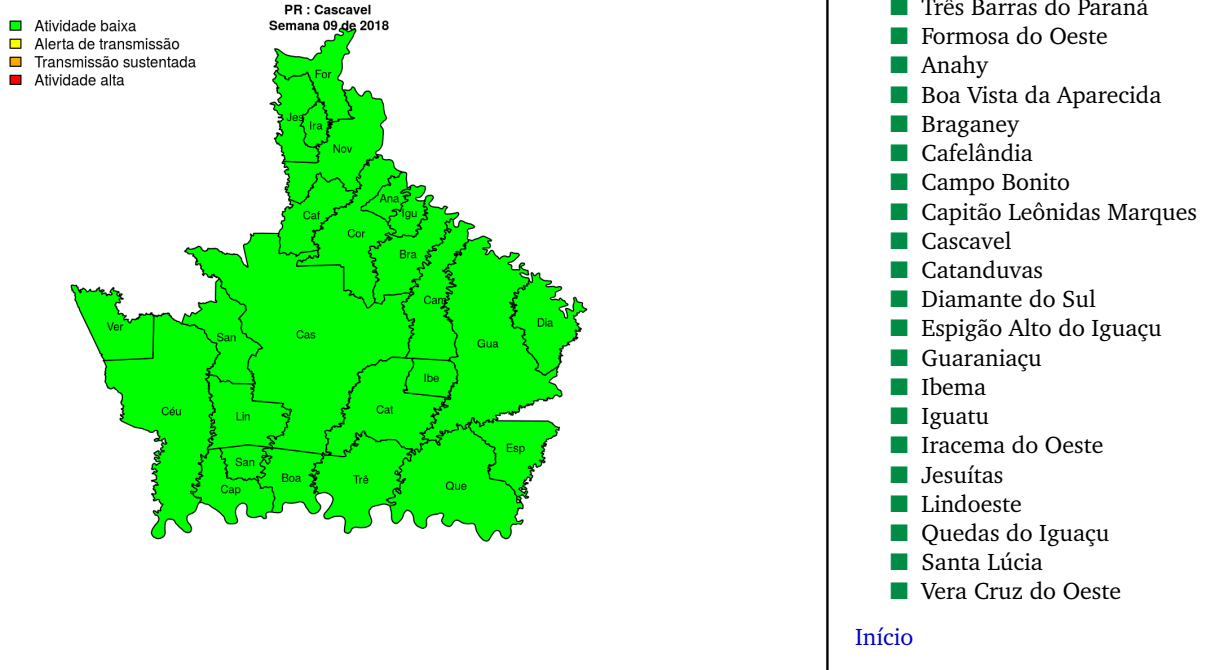 PR : Cascavel
Semana 09 de 2018
Atividade baixa
Alerta de transmissão
Transmissão sustentada
Atividade alta
For
Jes
Ira
Nov
Ana
Igu
Caf
Cor
Bra
Cam
Ver
San
Cas
Dia
Gua
Ibe
Céu
Lin
Cat
Esp
San
Boa
Trê
Cap
Que
Três Barras do Paraná
Formosa do Oeste
Anahy
Boa Vista da Aparecida
Braganey
Cafelândia
Campo Bonito
Capitão Leônidas Marques
Cascavel
Catanduvas
Diamante do Sul
Espigão Alto do Iguaçu
Guaraniaçu
Ibema
Iguatu
Iracema do Oeste
Jesuítas
Lindoeste
Quedas do Iguaçu
Santa Lúcia
Vera Cruz do Oeste
Início